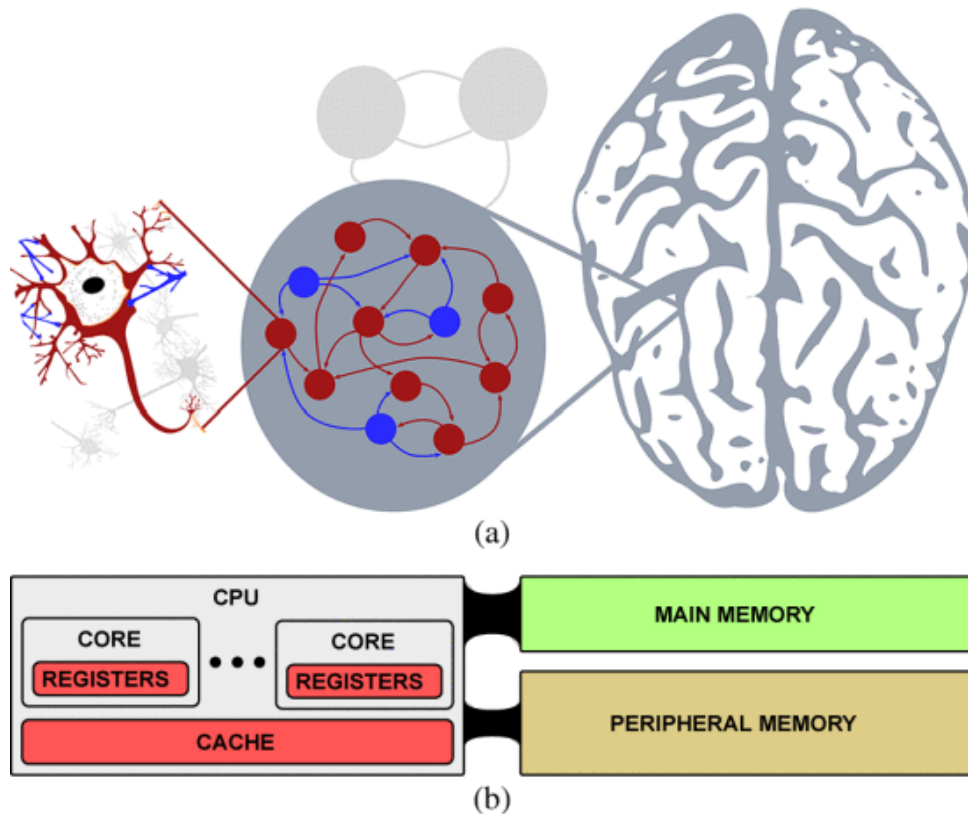 (a)
CPU
CORE
CORE
REGISTERS
REGISTERS
CACHE
MAIN MEMORY
PERIPHERAL MEMORY
(b)